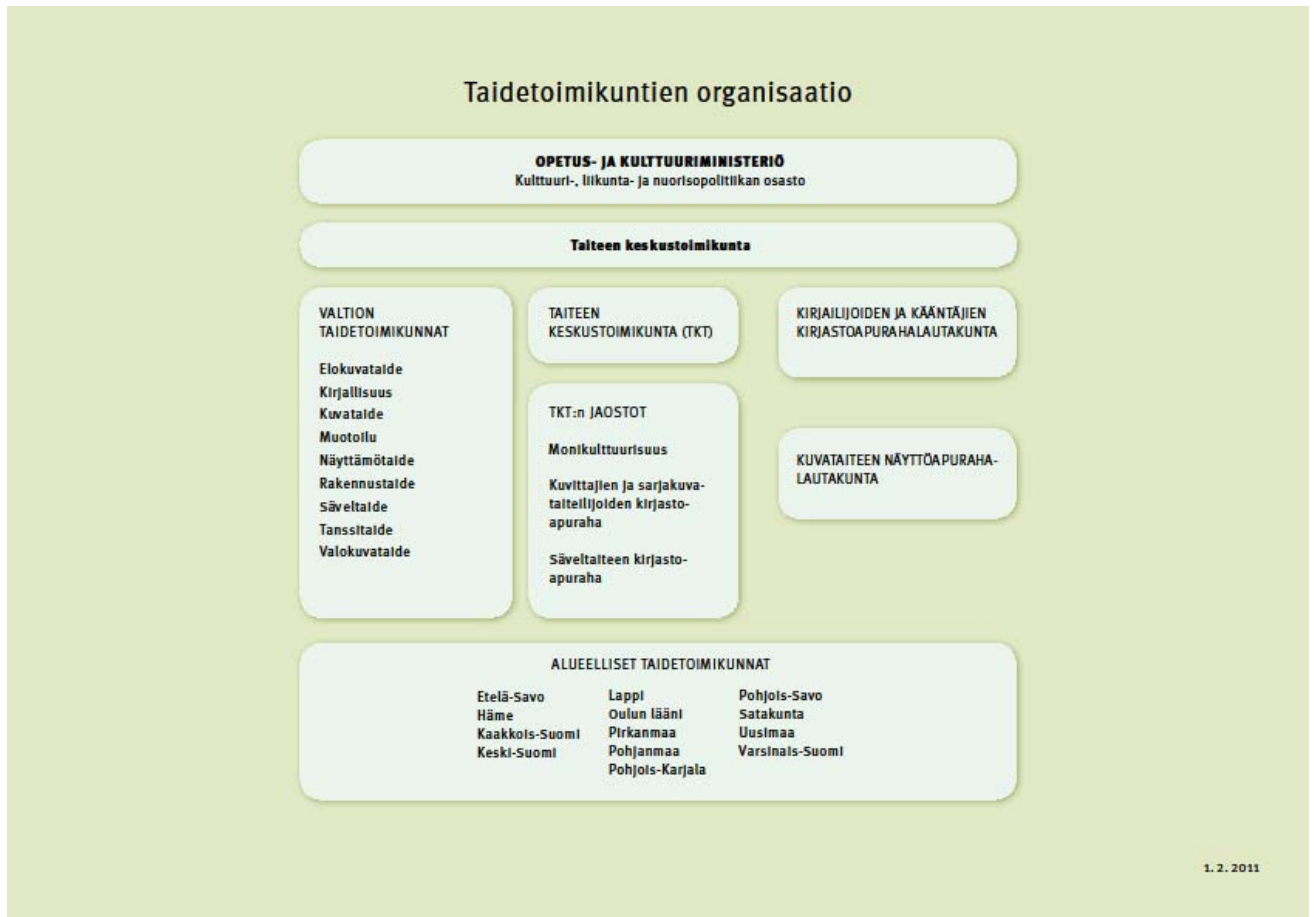 Taidetoimikuntien organisaatio
OPETUS- JA KULTTUURIMINISTERIÖ
Kulttuuri-, liikunta- ja nuorisopolitiikan osasto
Taiteen keskustoimikunta
VALTION
TAIDETOIMIKUNNAT
Elokuvataide
Kirjallisuus
Kuvataide
Muotoilu
Näyttämötaide
Rakennustaide
Säveltaide
Tanssitaide
Valokuvataide
TAITEEN
KESKUSTOIMIKUNTA (TKT)
TKT:n JAOSTOT
Monikulttuurisuus
Kuvittajien ja sarjakuva-
taiteilijoiden kirjasto-
apuraha
Säveltaiteen kirjasto-
apuraha
KIRJAILIJOIDEN JA KÄÄNTÄJIEN
KIRJASTOAPURAHALAUTAKUNTA
KUVATAITEEN NÄYTTÖAPURAHA-
LAUTAKUNTA
ALUEELLISET TAIDETOIMIKUNNAT
Etelä-Savo
Häme
Kaakkois-Suomi
Keski-Suomi
Lappi
Oulun lääni
Pirkanmaa
Pohjanmaa
Pohjois-Karjala
Pohjois-Savo
Satakunta
Uusimaa
Varsinais-Suomi
1.2.2011